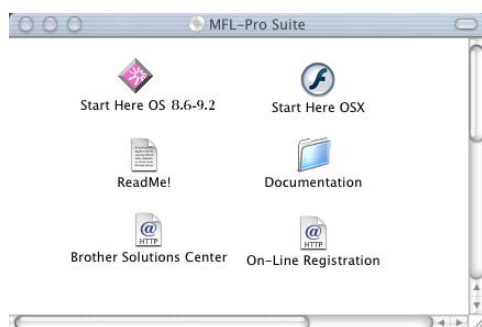 MFL-Pro Suite
Start Here OS 8.6-9.2
Start Here OSX
ReadMe!
Documentation
@
HTTP
@
HTTP
Brother Solutions Center
On-Line Registration